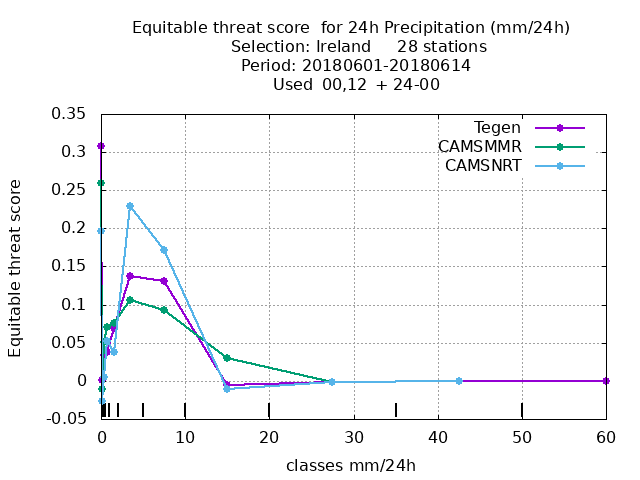 Equitable threat score  for 24h Precipitation (mm/24h)
Selection: Ireland     28 stations
Period: 20180601-20180614
Used  00,12  + 24-00
Equitable threat score
0.35
0.3
0.25
0.2
0.15
0.1
0.05
0
-0.05
Tegen
CAMSMMR
CAMSNRT
0 10 20 30 40 50 60
classes mm/24h